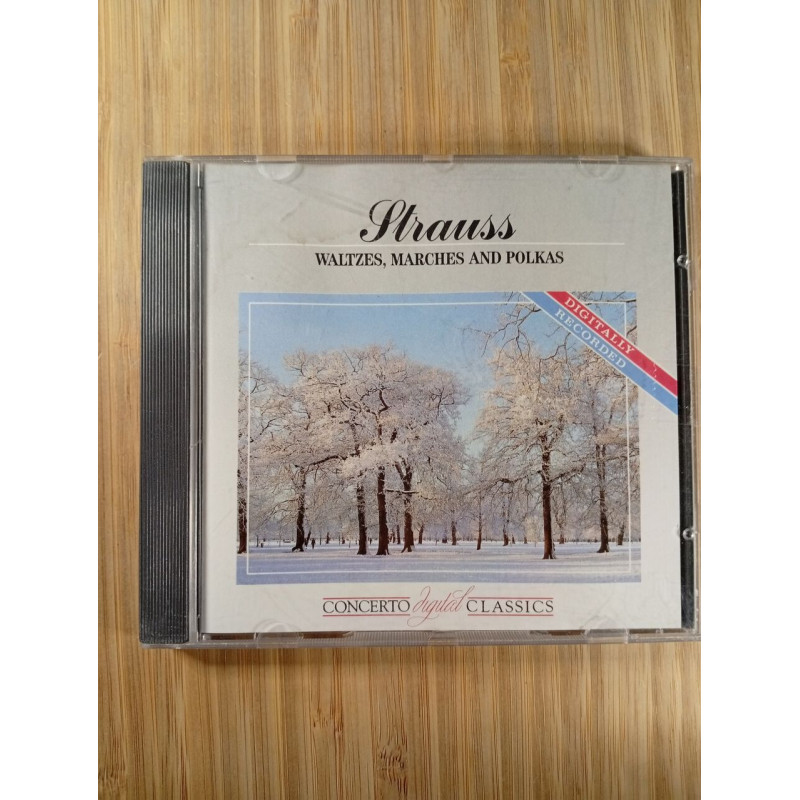 Strauss
WALTZES, MARCHES AND POLKAS
DIGITALLY
RECORDED
CONCERTO digital CLASSICS